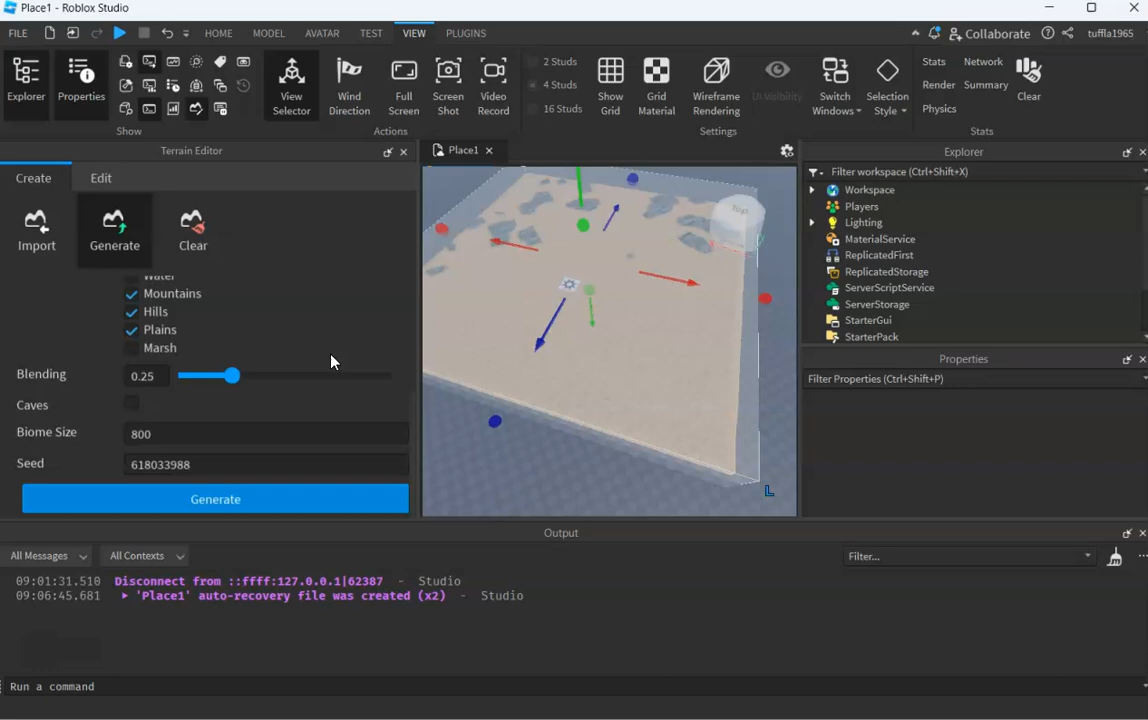 Place1 - Roblox Studio
FILE HOME MODEL AVATAR TEST VIEW PLUGINS Collaborate tuffla1965
Explorer Properties View Selector Wind Direction Full Screen Screen Shot Video Record 2 Studs 4 Studs 16 Studs Show Grid Grid Material Wireframe Rendering UI Visibility Switch Windows Selection Style Stats Network Render Summary Physics Clear
Show Actions Settings Stats
Terrain Editor Place1 Explorer
Create Edit Filter workspace (Ctrl+Shift+X)
Import Generate Clear
Water
Mountains
Hills
Plains
Marsh
Blending 0.25
Caves
Biome Size 800
Seed 618033988
Generate
Top
L
Workspace
Players
Lighting
MaterialService
ReplicatedFirst
ReplicatedStorage
ServerScriptService
ServerStorage
StarterGui
StarterPack
Properties
Filter Properties (Ctrl+Shift+P)
Output
All Messages All Contexts Filter...
09:01:31.510 Disconnect from ::ffff:127.0.0.1|62387 - Studio
09:06:45.681 'Place1' auto-recovery file was created (x2) - Studio
Run a command